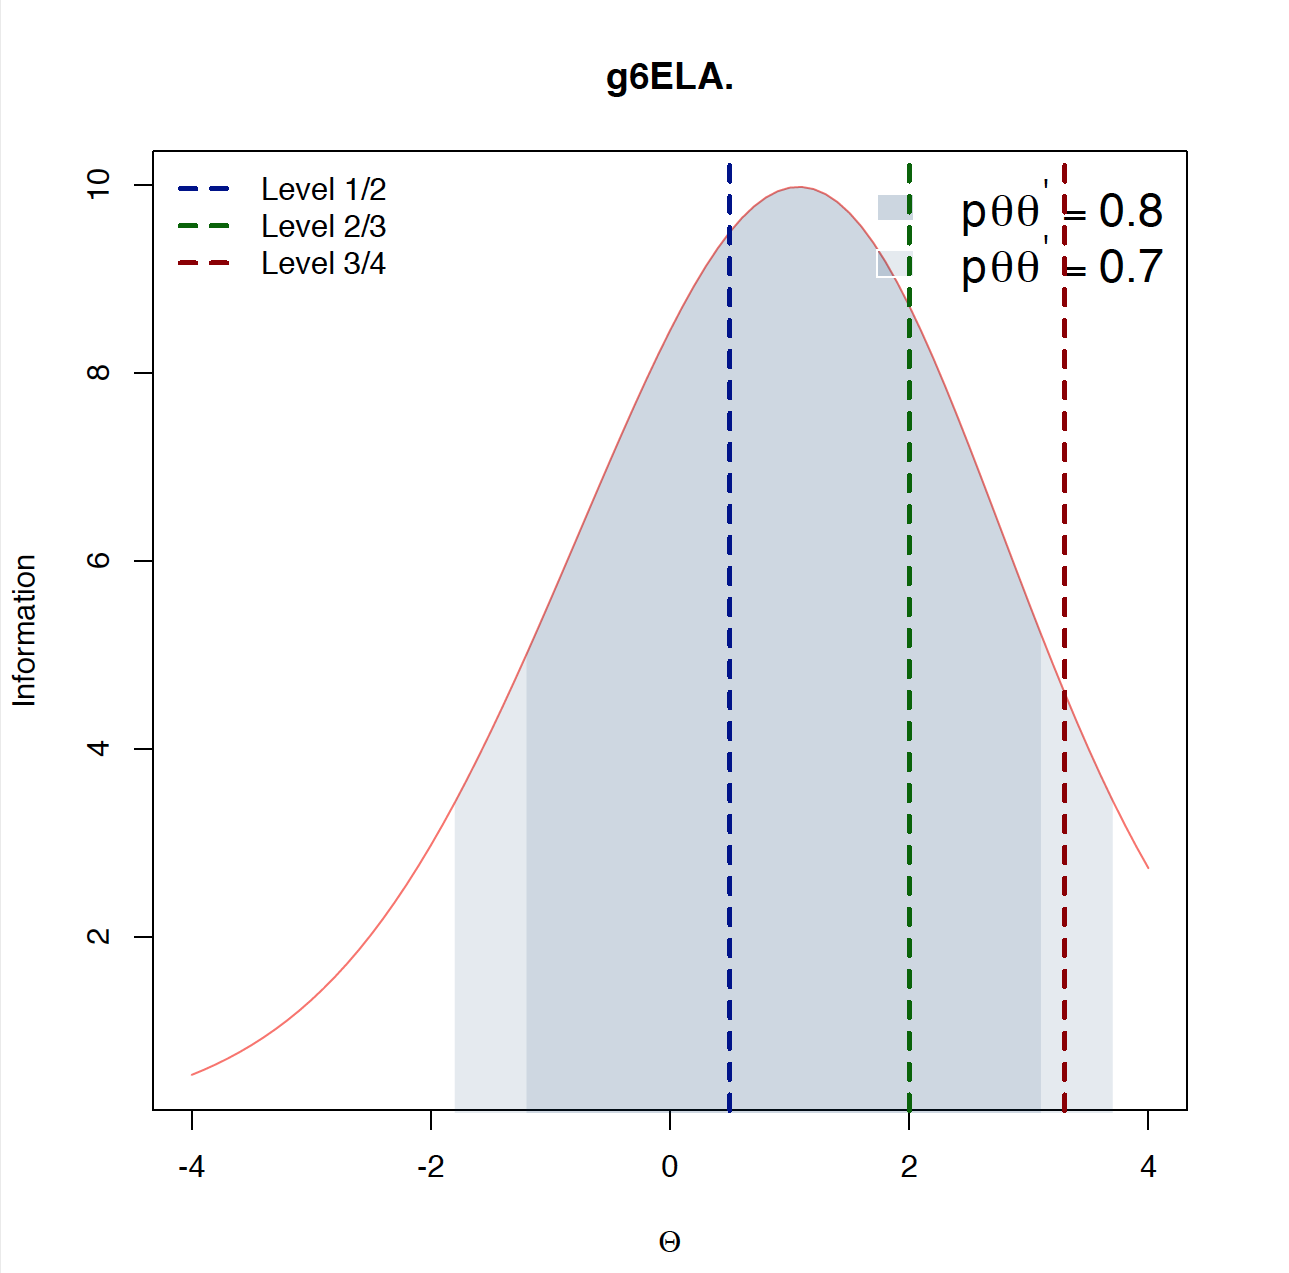 g6ELA.
Level 1/2
Level 2/3
Level 3/4
pθθ' = 0.8
pθθ' = 0.7
10
8
6
4
2
Information
-4 -2 0 2 4
Θ